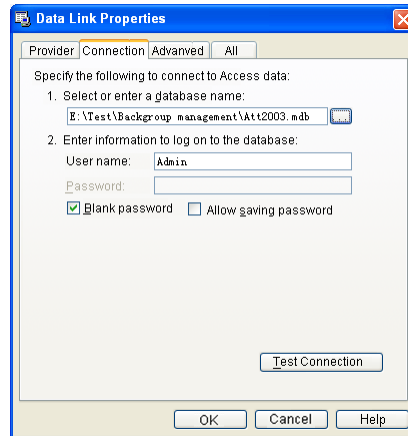 Data Link Properties
Provider Connection Advanved All
Specify the following to connect to Access data:
1. Select or enter a database name:
E:\Test\Backgroup management\Att2003.mdb ...
2. Enter information to log on to the database:
User name: Admin
Password:
Blank password Allow saving password
Test Connection
OK Cancel Help